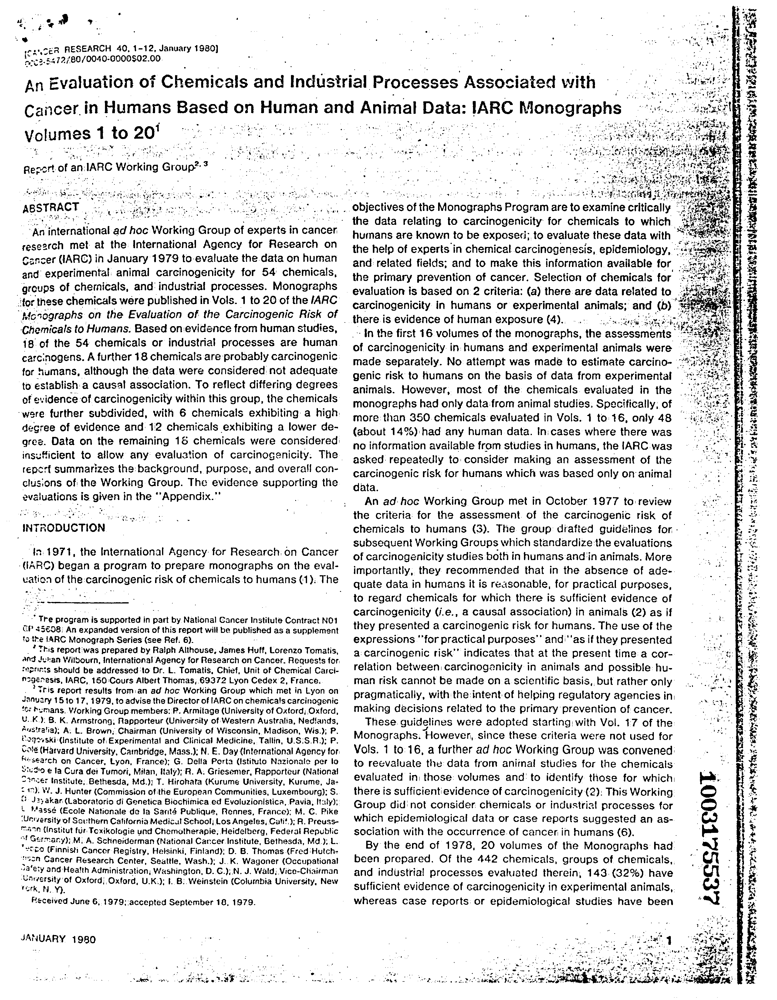 [CANCER RESEARCH 40, 1-12, January 1980]
0008-5472/80/0040-0000$02.00
An Evaluation of Chemicals and Industrial Processes Associated with
Cancer in Humans Based on Human and Animal Data: IARC Monographs
Volumes 1 to 20¹
Report of an IARC Working Group², ³
ABSTRACT
An international ad hoc Working Group of experts in cancer
research met at the International Agency for Research on
Cancer (IARC) in January 1979 to evaluate the data on human
and experimental animal carcinogenicity for 54 chemicals,
groups of chemicals, and industrial processes. Monographs
for these chemicals were published in Vols. 1 to 20 of the IARC
Monographs on the Evaluation of the Carcinogenic Risk of
Chemicals to Humans. Based on evidence from human studies,
18 of the 54 chemicals or industrial processes are human
carcinogens. A further 18 chemicals are probably carcinogenic
for humans, although the data were considered not adequate
to establish a causal association. To reflect differing degrees
of evidence of carcinogenicity within this group, the chemicals
were further subdivided, with 6 chemicals exhibiting a high
degree of evidence and 12 chemicals exhibiting a lower de-
gree. Data on the remaining 18 chemicals were considered
insufficient to allow any evaluation of carcinogenicity. The
report summarizes the background, purpose, and overall con-
clusions of the Working Group. The evidence supporting the
evaluations is given in the "Appendix."
INTRODUCTION
In 1971, the International Agency for Research on Cancer
(IARC) began a program to prepare monographs on the eval-
uation of the carcinogenic risk of chemicals to humans (1). The
¹ The program is supported in part by National Cancer Institute Contract N01
CP 45608. An expanded version of this report will be published as a supplement
to the IARC Monograph Series (see Ref. 6).
² This report was prepared by Ralph Althouse, James Huff, Lorenzo Tomatis,
and Julian Wilbourn, International Agency for Research on Cancer. Requests for
reprints should be addressed to Dr. L. Tomatis, Chief, Unit of Chemical Carci-
nogenesis, IARC, 150 Cours Albert Thomas, 69372 Lyon Cedex 2, France.
³ This report results from an ad hoc Working Group which met in Lyon on
January 15 to 17, 1979, to advise the Director of IARC on chemicals carcinogenic
for humans. Working Group members: P. Armitage (University of Oxford, Oxford,
U. K.); B. K. Armstrong, Rapporteur (University of Western Australia, Nedlands,
Australia); A. L. Brown, Chairman (University of Wisconsin, Madison, Wis.); P.
Bogovski (Institute of Experimental and Clinical Medicine, Tallin, U.S.S.R.); P.
Cole (Harvard University, Cambridge, Mass.); N. E. Day (International Agency for
Research on Cancer, Lyon, France); G. Della Porta (Istituto Nazionale per lo
Studio e la Cura dei Tumori, Milan, Italy); R. A. Griesemer, Rapporteur (National
Cancer Institute, Bethesda, Md.); T. Hirohata (Kurume University, Kurume, Ja-
pan); W. J. Hunter (Commission of the European Communities, Luxembourg); S.
D. Jayakar (Laboratorio di Genetica Biochimica ed Evoluzionistica, Pavia, Italy);
L. Massé (Ecole Nationale de la Santé Publique, Rennes, France); M. C. Pike
(University of Southern California Medical School, Los Angeles, Calif.); R. Preuss-
mann (Institut für Toxikologie und Chemotherapie, Heidelberg, Federal Republic
of Germany); M. A. Schneiderman (National Cancer Institute, Bethesda, Md.); L.
Teppo (Finnish Cancer Registry, Helsinki, Finland); D. B. Thomas (Fred Hutch-
inson Cancer Research Center, Seattle, Wash.); J. K. Wagoner (Occupational
Safety and Health Administration, Washington, D. C.); N. J. Wald, Vice-Chairman
(University of Oxford, Oxford, U.K.); I. B. Weinstein (Columbia University, New
York, N. Y).
Received June 6, 1979; accepted September 18, 1979.
JANUARY 1980
objectives of the Monographs Program are to examine critically
the data relating to carcinogenicity for chemicals to which
humans are known to be exposed; to evaluate these data with
the help of experts in chemical carcinogenesis, epidemiology,
and related fields; and to make this information available for
the primary prevention of cancer. Selection of chemicals for
evaluation is based on 2 criteria: (a) there are data related to
carcinogenicity in humans or experimental animals; and (b)
there is evidence of human exposure (4).
In the first 16 volumes of the monographs, the assessments
of carcinogenicity in humans and experimental animals were
made separately. No attempt was made to estimate carcino-
genic risk to humans on the basis of data from experimental
animals. However, most of the chemicals evaluated in the
monographs had only data from animal studies. Specifically, of
more than 350 chemicals evaluated in Vols. 1 to 16, only 48
(about 14%) had any human data. In cases where there was
no information available from studies in humans, the IARC was
asked repeatedly to consider making an assessment of the
carcinogenic risk for humans which was based only on animal
data.
An ad hoc Working Group met in October 1977 to review
the criteria for the assessment of the carcinogenic risk of
chemicals to humans (3). The group drafted guidelines for
subsequent Working Groups which standardize the evaluations
of carcinogenicity studies both in humans and in animals. More
importantly, they recommended that in the absence of ade-
quate data in humans it is reasonable, for practical purposes,
to regard chemicals for which there is sufficient evidence of
carcinogenicity (i.e., a causal association) in animals (2) as if
they presented a carcinogenic risk for humans. The use of the
expressions "for practical purposes" and "as if they presented
a carcinogenic risk" indicates that at the present time a cor-
relation between carcinogenicity in animals and possible hu-
man risk cannot be made on a scientific basis, but rather only
pragmatically, with the intent of helping regulatory agencies in
making decisions related to the primary prevention of cancer.
These guidelines were adopted starting with Vol. 17 of the
Monographs. However, since these criteria were not used for
Vols. 1 to 16, a further ad hoc Working Group was convened
to reevaluate the data from animal studies for the chemicals
evaluated in those volumes and to identify those for which
there is sufficient evidence of carcinogenicity (2). This Working
Group did not consider chemicals or industrial processes for
which epidemiological data or case reports suggested an as-
sociation with the occurrence of cancer in humans (6).
By the end of 1978, 20 volumes of the Monographs had
been prepared. Of the 442 chemicals, groups of chemicals,
and industrial processes evaluated therein, 143 (32%) have
sufficient evidence of carcinogenicity in experimental animals,
whereas case reports or epidemiological studies have been
1
1003175537